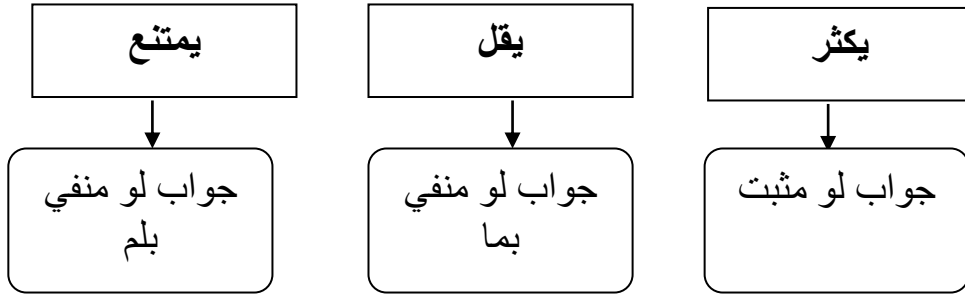 يكثر
يقل
يمتنع
جواب لو مثبت
جواب لو منفي
بما
جواب لو منفي
بلم